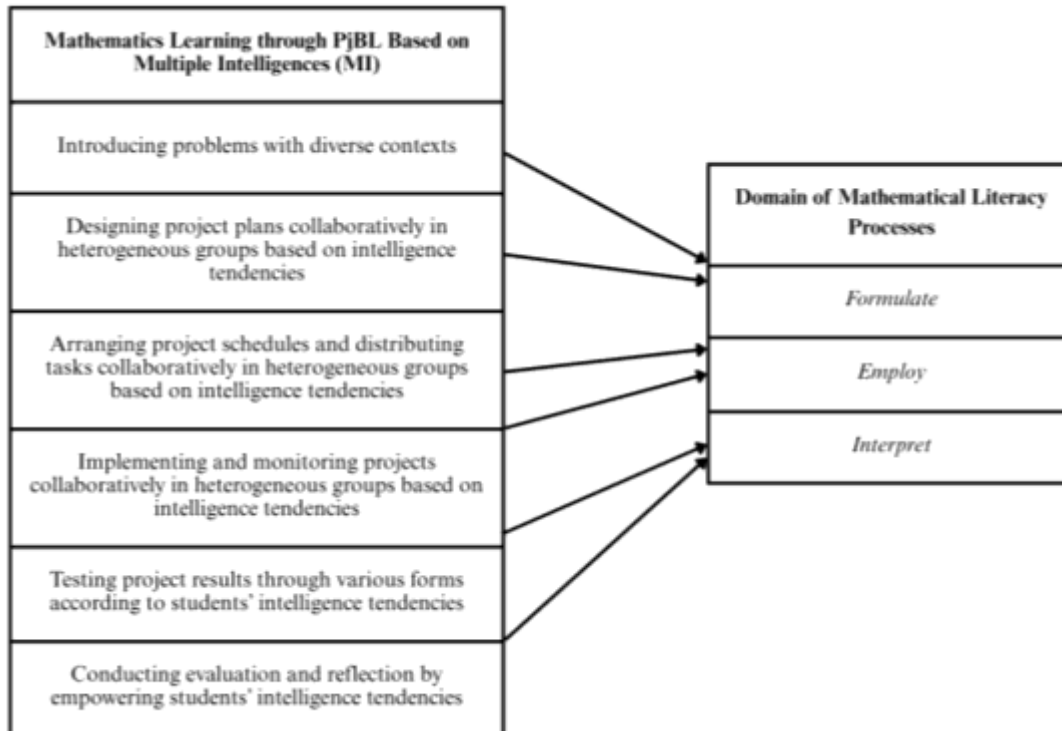 Mathematics Learning through PjBL Based on
Multiple Intelligences (MI)
Introducing problems with diverse contexts
Designing project plans collaboratively in
heterogeneous groups based on intelligence
tendencies
Arranging project schedules and distributing
tasks collaboratively in heterogeneous groups
based on intelligence tendencies
Implementing and monitoring projects
collaboratively in heterogeneous groups based on
intelligence tendencies
Testing project results through various forms
according to students’ intelligence tendencies
Conducting evaluation and reflection by
empowering students’ intelligence tendencies
Domain of Mathematical Literacy
Processes
Formulate
Employ
Interpret